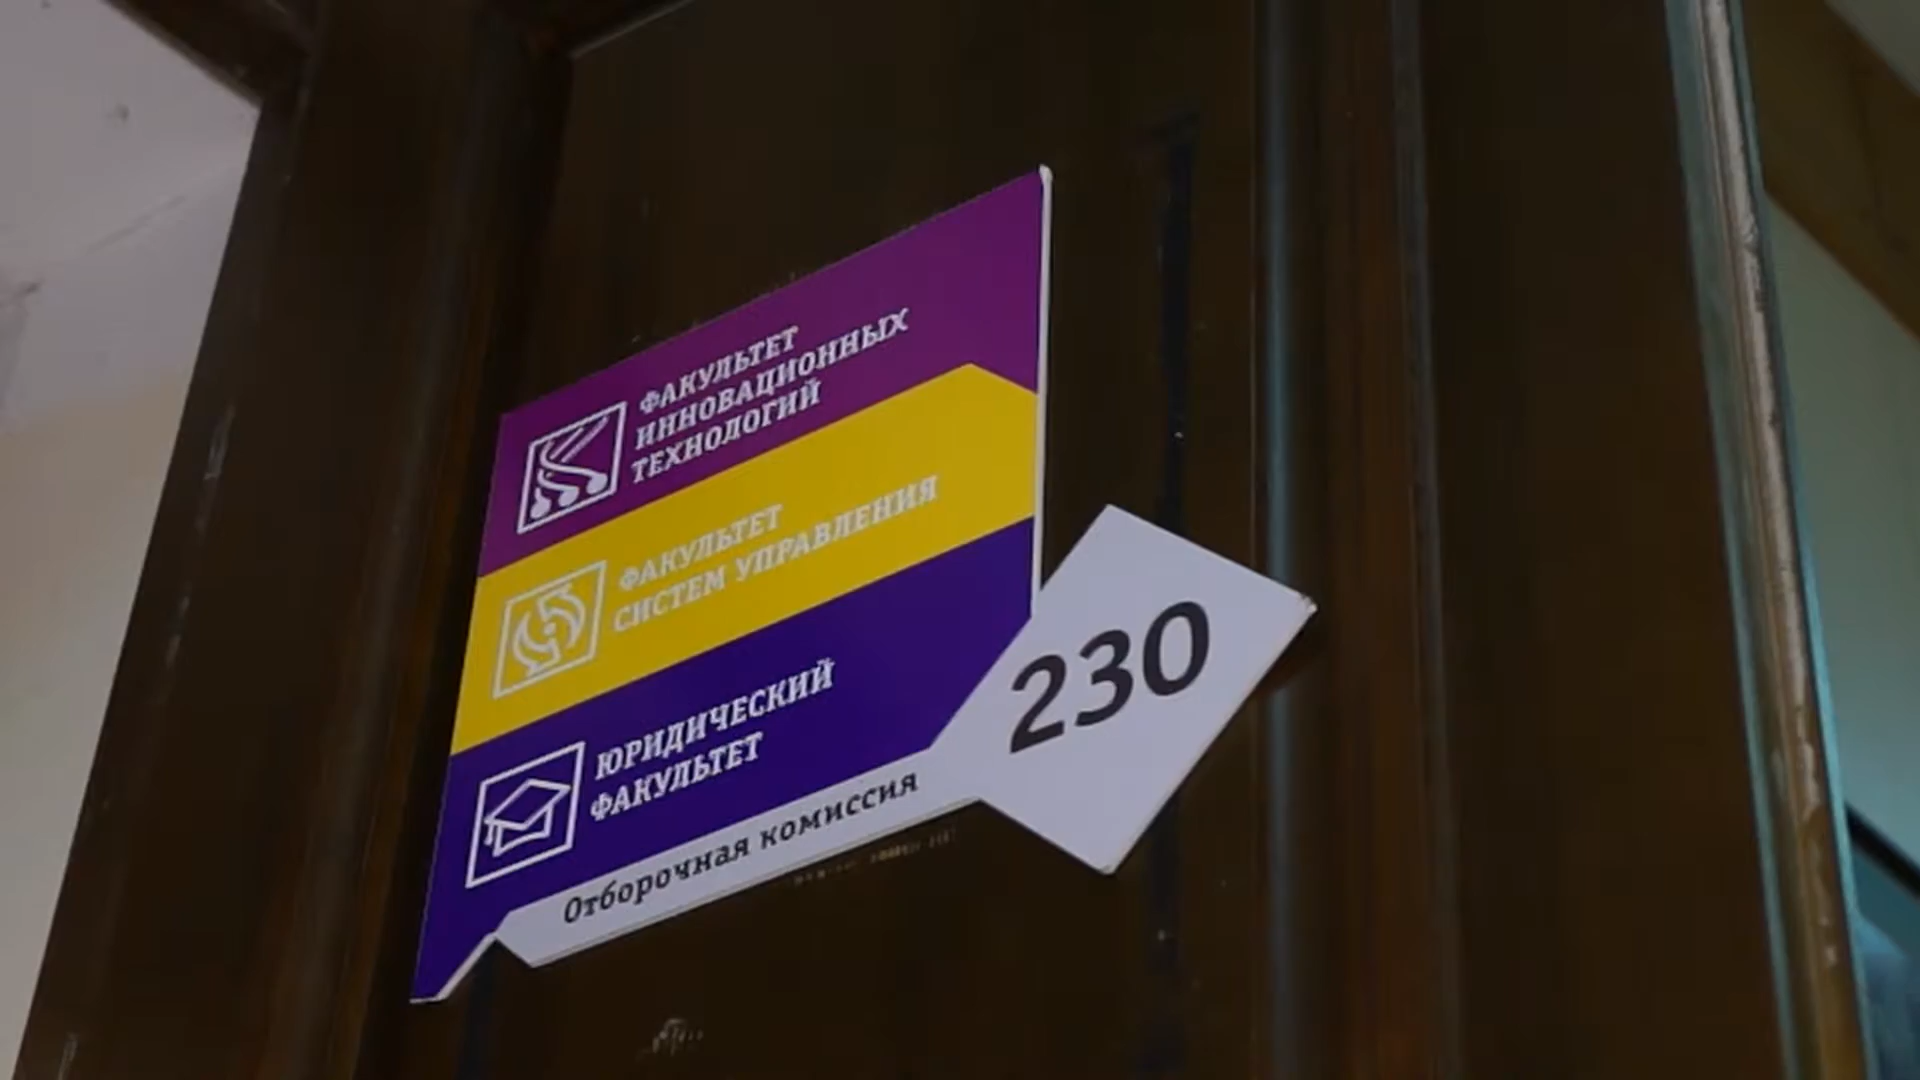 ФАКУЛЬТЕТ
ИННОВАЦИОННЫХ
ТЕХНОЛОГИЙ
ФАКУЛЬТЕТ
СИСТЕМ УПРАВЛЕНИЯ
ЮРИДИЧЕСКИЙ
ФАКУЛЬТЕТ
Отборочная комиссия
230